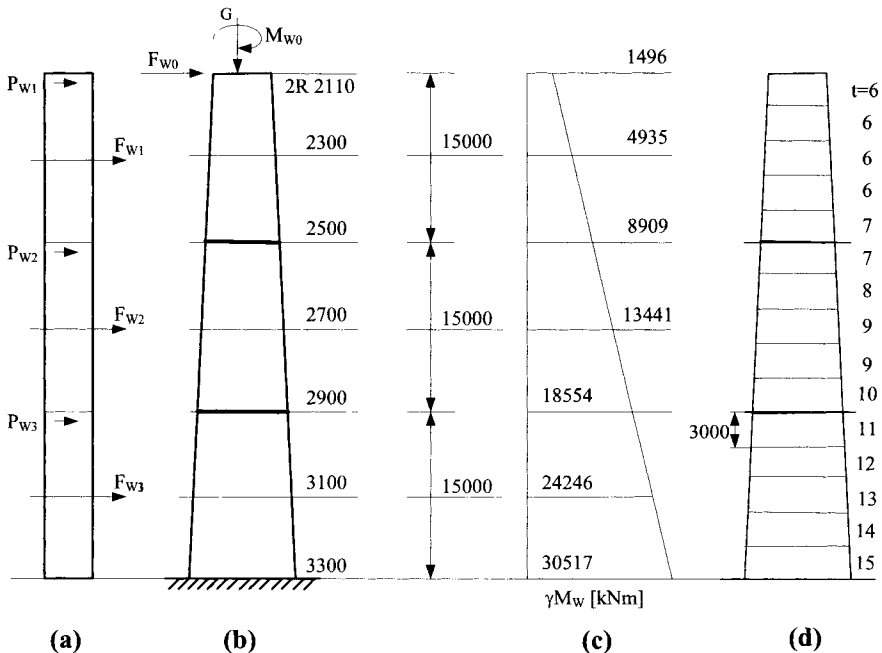 G
M_W0
F_W0
1496
P_W1
2R 2110
t=6
6
F_W1
2300
15000
4935
6
6
7
P_W2
2500
8909
7
8
F_W2
2700
15000
13441
9
9
10
P_W3
2900
18554
3000
11
12
F_W3
3100
15000
24246
13
14
3300
30517
15
γM_W [kNm]
(a)
(b)
(c)
(d)